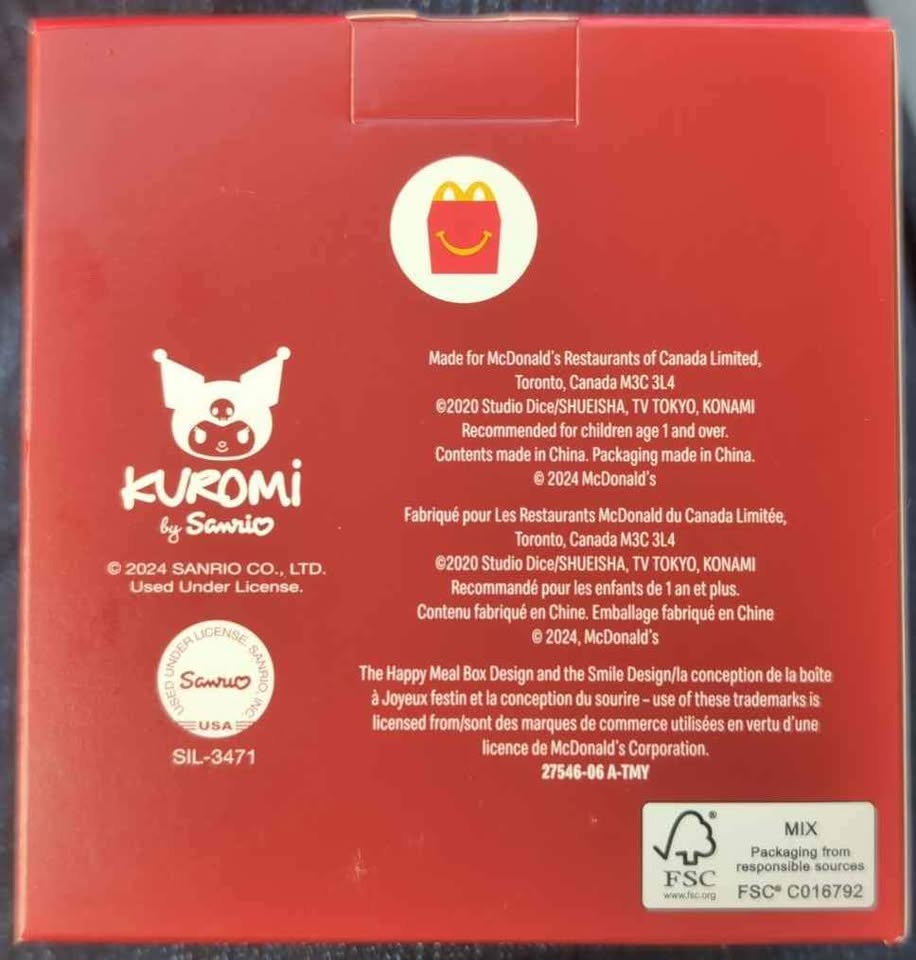 Made for McDonald's Restaurants of Canada Limited,
Toronto, Canada M3C 3L4
©2020 Studio Dice/SHUEISHA, TV TOKYO, KONAMI
Recommended for children age 1 and over.
Contents made in China. Packaging made in China.
© 2024 McDonald's
Fabriqué pour Les Restaurants McDonald du Canada Limitée,
Toronto, Canada M3C 3L4
©2020 Studio Dice/SHUEISHA, TV TOKYO, KONAMI
Recommandé pour les enfants de 1 an et plus.
Contenu fabriqué en Chine. Emballage fabriqué en Chine
© 2024, McDonald's
The Happy Meal Box Design and the Smile Design/la conception de la boîte
à Joyeux festin et la conception du sourire – use of these trademarks is
licensed from/sont des marques de commerce utilisées en vertu d'une
licence de McDonald's Corporation.
27546-06 A-TMY
KUROMi
by Sanrio
© 2024 SANRIO CO., LTD.
Used Under License.
USED UNDER LICENSE. SANRIO, INC.
Sanrio
USA
SIL-3471
FSC
®
www.fsc.org
MIX
Packaging from
responsible sources
FSC® C016792